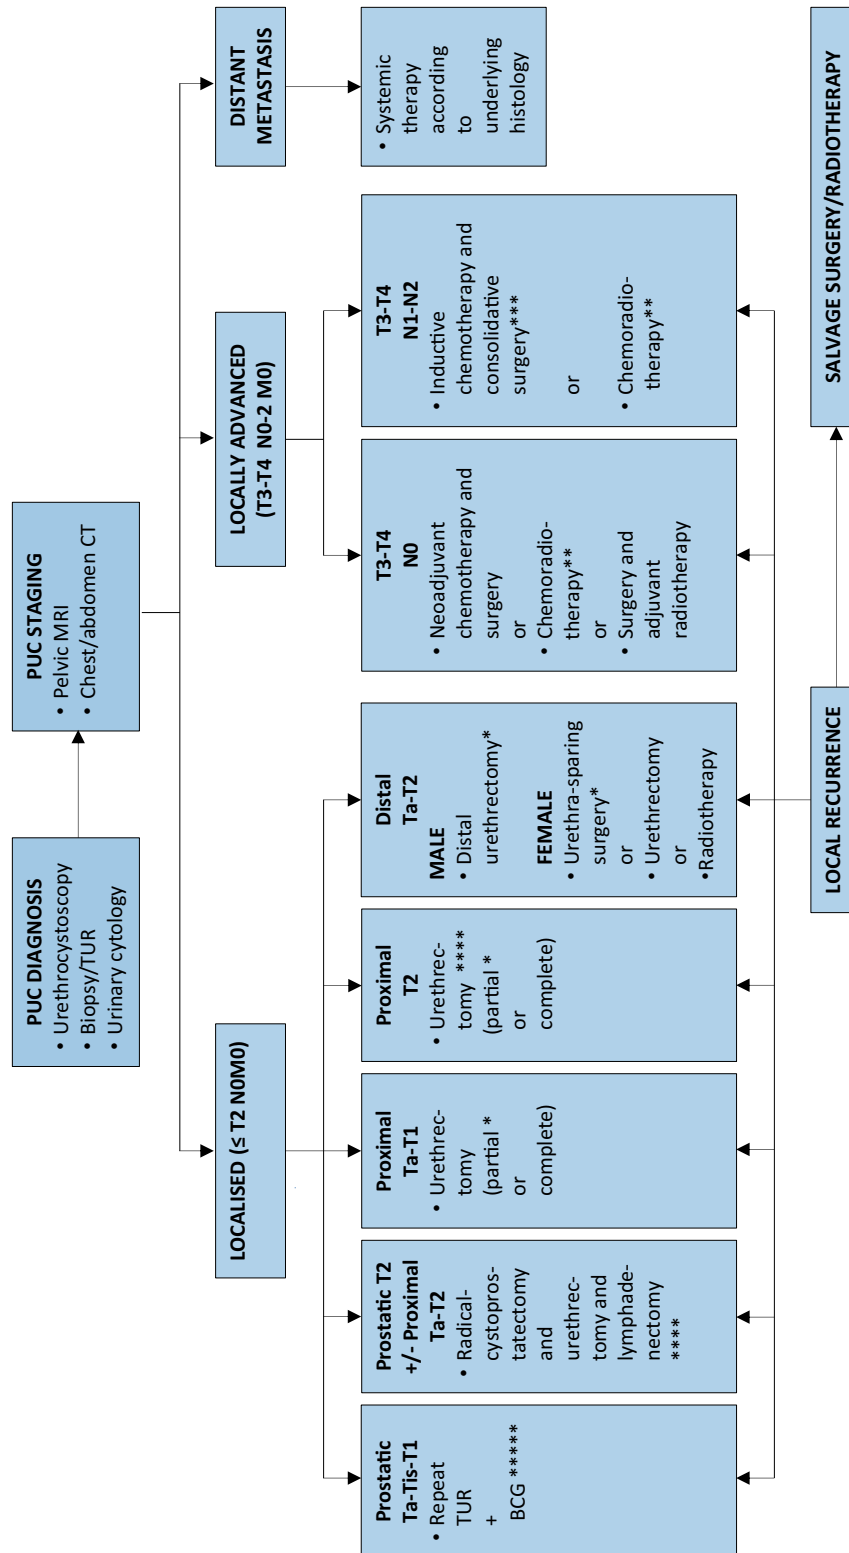 PUC DIAGNOSIS
• Urethrocystoscopy
• Biopsy/TUR
• Urinary cytology
PUC STAGING
• Pelvic MRI
• Chest/abdomen CT
LOCALISED (≤ T2 N0M0)
LOCALLY ADVANCED
(T3-T4 N0-2 M0)
DISTANT
METASTASIS
Prostatic
Ta-Tis-T1
• Repeat
TUR
+
BCG *****
Prostatic T2
+/- Proximal
Ta-T2
• Radical-
cystopros-
tatectomy
and
urethrec-
tomy and
lymphade-
nectomy
****
Proximal
Ta-T1
• Urethrec-
tomy
(partial *
or
complete)
Proximal
T2
• Urethrec-
tomy ****
(partial *
or
complete)
Distal
Ta-T2
MALE
• Distal
urethrectomy*
FEMALE
• Urethra-sparing
surgery*
or
• Urethrectomy
or
•Radiotherapy
T3-T4
N0
• Neoadjuvant
chemotherapy and
surgery
or
• Chemoradio-
therapy**
or
• Surgery and
adjuvant
radiotherapy
T3-T4
N1-N2
• Inductive
chemotherapy and
consolidative
surgery***
or
• Chemoradio-
therapy**
• Systemic
therapy
according
to
underlying
histology
LOCAL RECURRENCE
SALVAGE SURGERY/RADIOTHERAPY